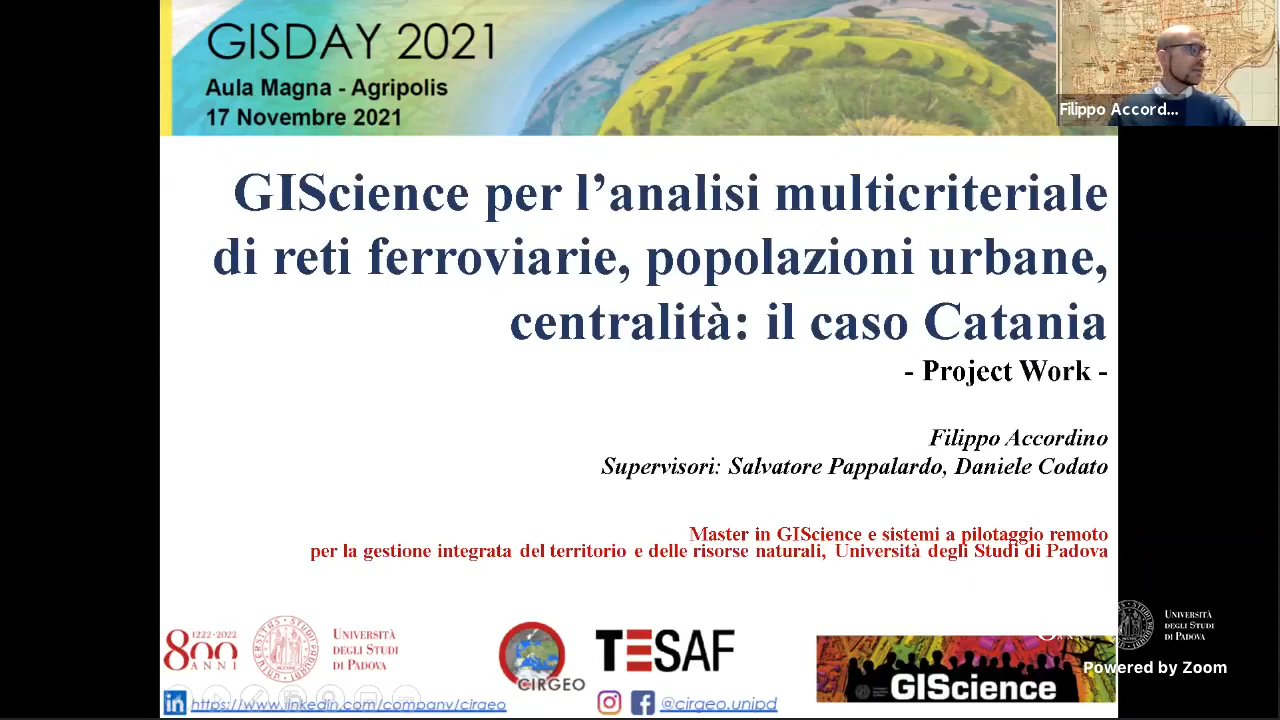 GISDAY 2021
Aula Magna - Agripolis
17 Novembre 2021
Filippo Accord...
GIScience per l’analisi multicriteriale
di reti ferroviarie, popolazioni urbane,
centralità: il caso Catania
- Project Work -
Filippo Accordino
Supervisori: Salvatore Pappalardo, Daniele Codato
Master in GIScience e sistemi a pilotaggio remoto
per la gestione integrata del territorio e delle risorse naturali, Università degli Studi di Padova
1222·2022
800
ANNI
UNIVERSITÀ
DEGLI STUDI
DI PADOVA
CIRGEO
TESAF
GIScience
UNIVERSITÀ
DEGLI STUDI
DI PADOVA
Powered by Zoom
https://www.linkedin.com/company/cirgeo
@cirgeo.unipd